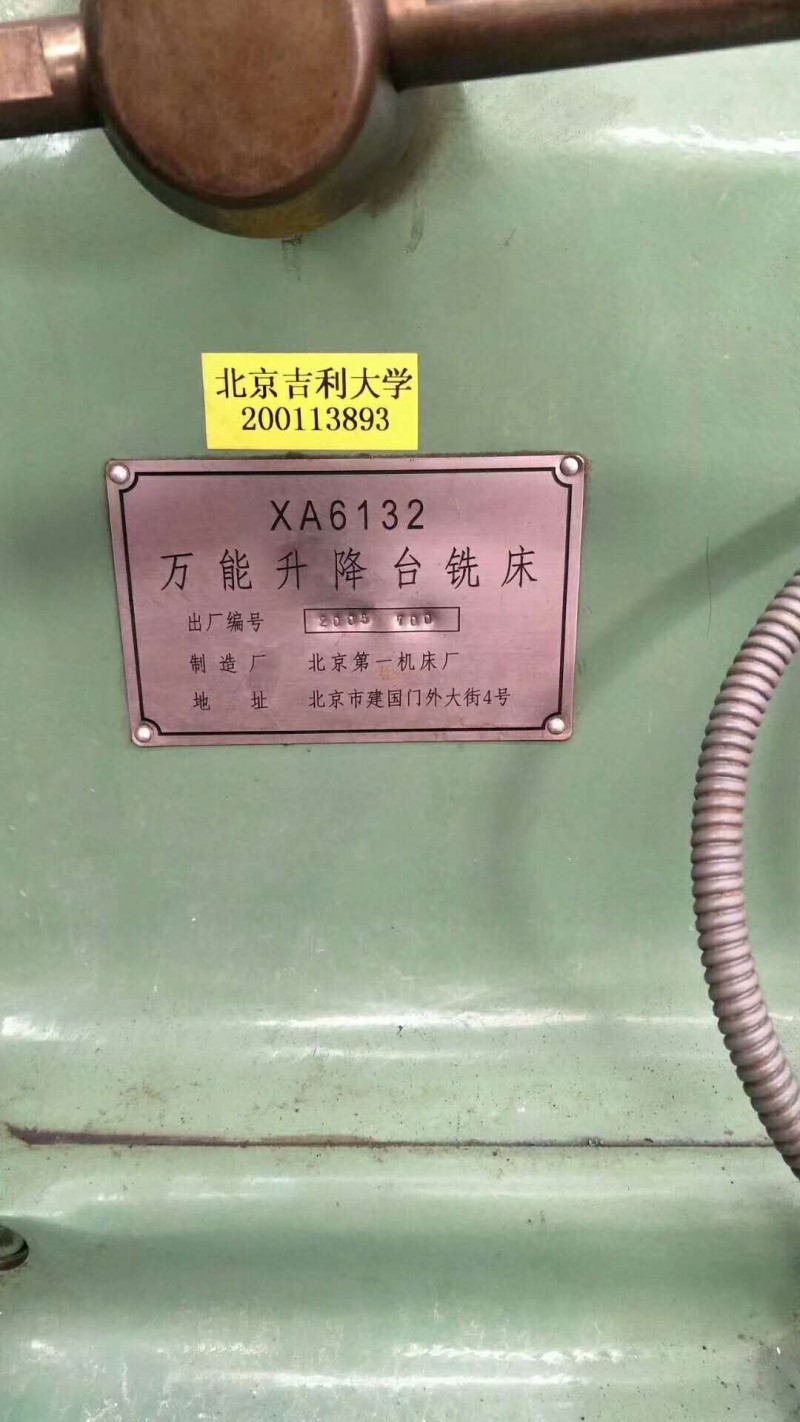 北京吉利大学
200113893
XA6132
万能升降台铣床
出厂编号 2005 700
制造厂 北京第一机床厂
地址 北京市建国门外大街4号